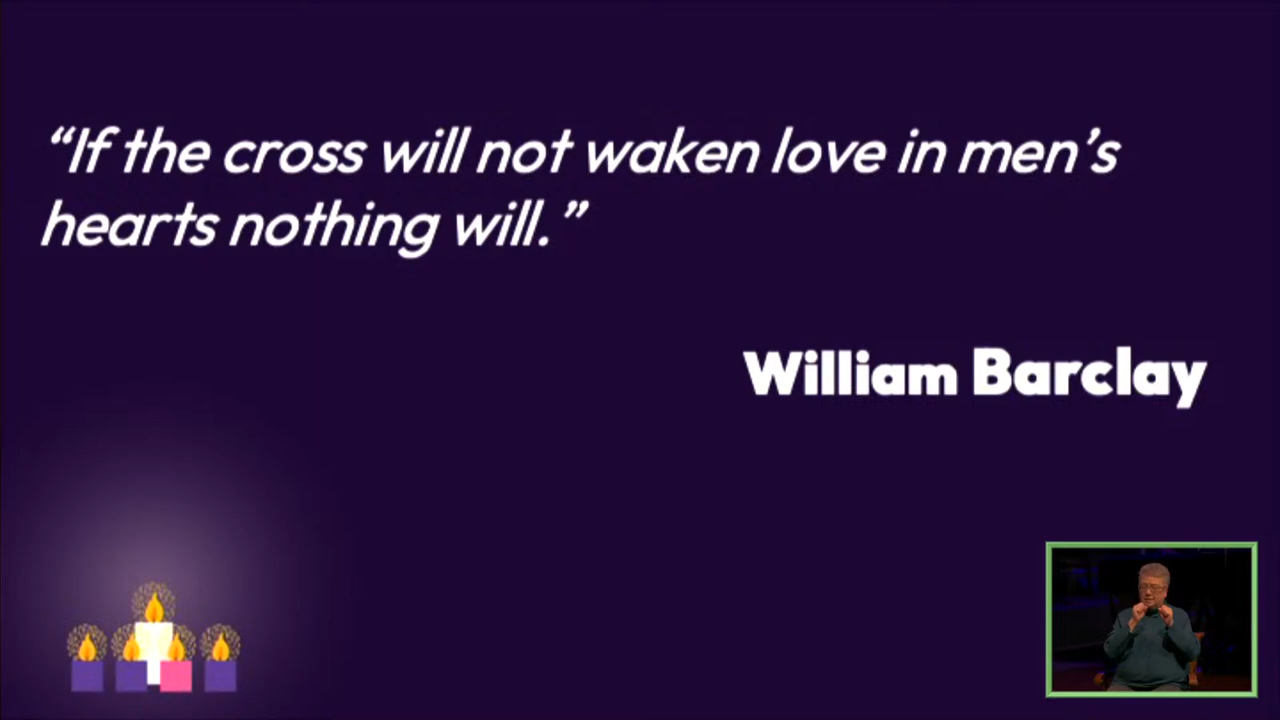 “If the cross will not waken love in men’s
hearts nothing will.”
William Barclay